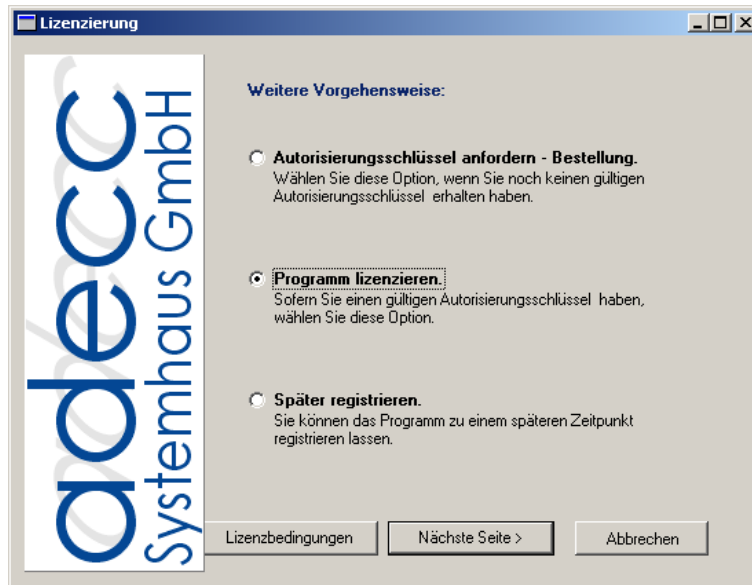 Lizenzierung
adecc
Systemhaus GmbH
Weitere Vorgehensweise:
Autorisierungsschlüssel anfordern - Bestellung.
Wählen Sie diese Option, wenn Sie noch keinen gültigen
Autorisierungsschlüssel erhalten haben.
Programm lizenzieren.
Sofern Sie einen gültigen Autorisierungsschlüssel haben,
wählen Sie diese Option.
Später registrieren.
Sie können das Programm zu einem späteren Zeitpunkt
registrieren lassen.
Lizenzbedingungen
Nächste Seite >
Abbrechen